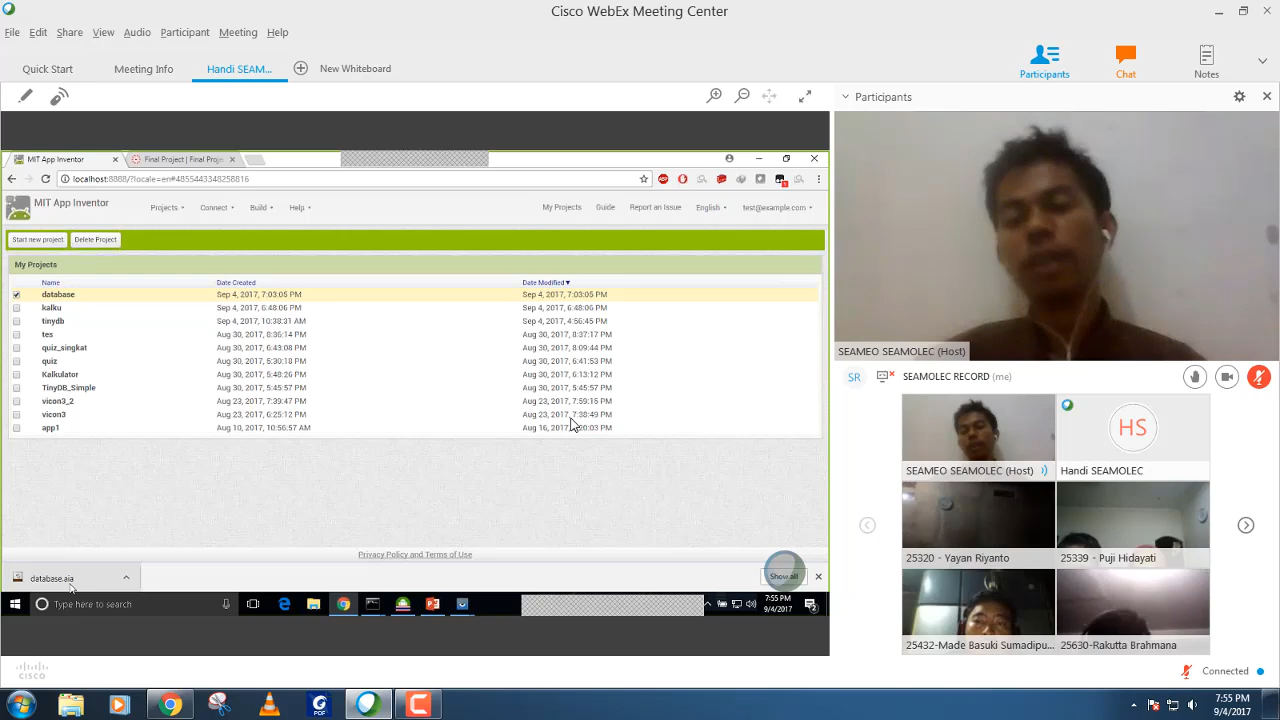 Cisco WebEx Meeting Center
File Edit Share View Audio Participant Meeting Help
Quick Start Meeting Info Handi SEAM... New Whiteboard
Participants Chat Notes
Participants
MIT App Inventor Final Project | Final Proje
localhost:8888/?locale=en#4855443348258816
MIT App Inventor Projects Connect Build Help My Projects Guide Report an Issue English test@example.com
Start new project Delete Project
My Projects
Name Date Created Date Modified
database Sep 4, 2017, 7:03:05 PM Sep 4, 2017, 7:03:05 PM
kalku Sep 4, 2017, 6:48:06 PM Sep 4, 2017, 6:48:06 PM
tinydb Sep 4, 2017, 10:38:31 AM Sep 4, 2017, 4:56:45 PM
tes Aug 30, 2017, 8:36:14 PM Aug 30, 2017, 8:37:17 PM
quiz_singkat Aug 30, 2017, 6:43:08 PM Aug 30, 2017, 8:09:44 PM
quiz Aug 30, 2017, 5:30:18 PM Aug 30, 2017, 6:41:53 PM
Kalkulator Aug 30, 2017, 5:48:26 PM Aug 30, 2017, 6:13:12 PM
TinyDB_Simple Aug 30, 2017, 5:45:57 PM Aug 30, 2017, 5:45:57 PM
vicon3_2 Aug 23, 2017, 7:39:47 PM Aug 23, 2017, 7:59:15 PM
vicon3 Aug 23, 2017, 6:25:12 PM Aug 23, 2017, 7:38:49 PM
app1 Aug 10, 2017, 10:56:57 AM Aug 16, 2017, 20:03 PM
Privacy Policy and Terms of Use
database.aia Show all
Type here to search 7:55 PM
9/4/2017
SEAMEO SEAMOLEC (Host)
SR SEAMOLEC RECORD (me)
HS
SEAMEO SEAMOLEC (Host) Handi SEAMOLEC
25320 - Yayan Riyanto 25339 - Puji Hidayati
25432-Made Basuki Sumadipu... 25630-Rakutta Brahmana
CISCO Connected
PDF
7:55 PM
9/4/2017